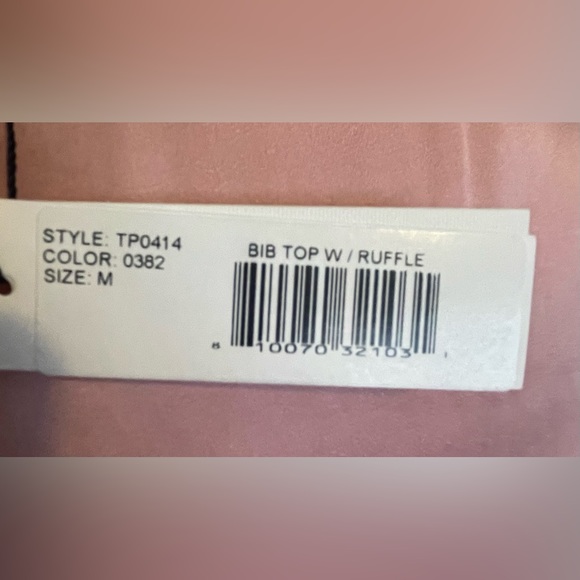 STYLE: TP0414
COLOR: 0382
SIZE: M
BIB TOP W / RUFFLE
8 10070 32103 1